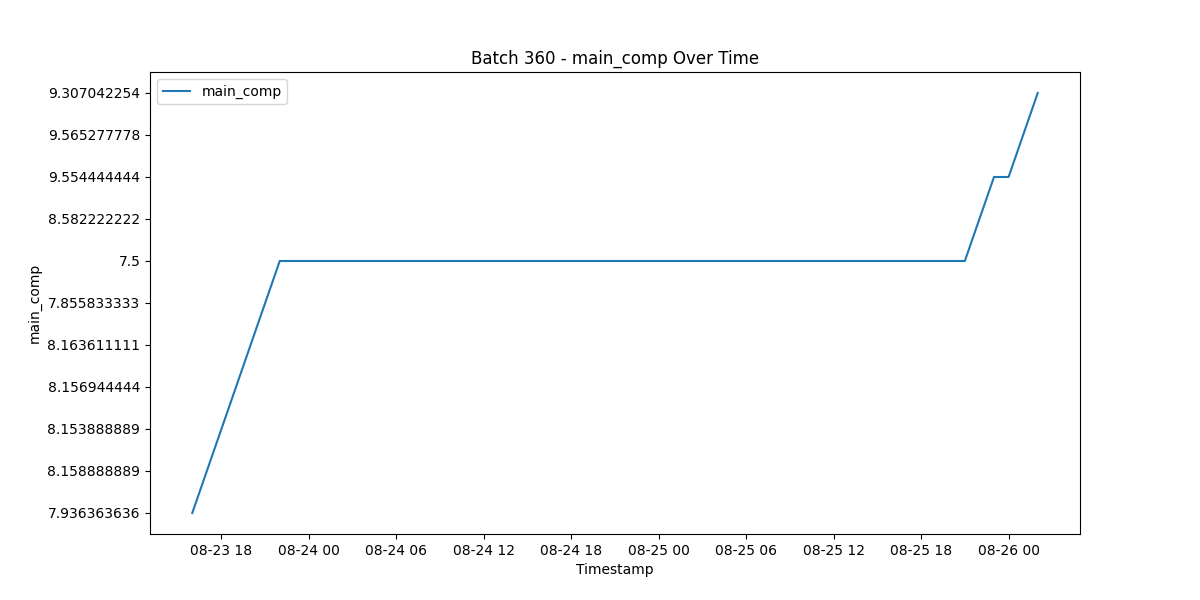 Batch 360 - main_comp Over Time
main_comp
9.307042254
9.565277778
9.554444444
8.582222222
7.5
7.855833333
8.163611111
8.156944444
8.153888889
8.158888889
7.936363636
main_comp
08-23 18 08-24 00 08-24 06 08-24 12 08-24 18 08-25 00 08-25 06 08-25 12 08-25 18 08-26 00
Timestamp